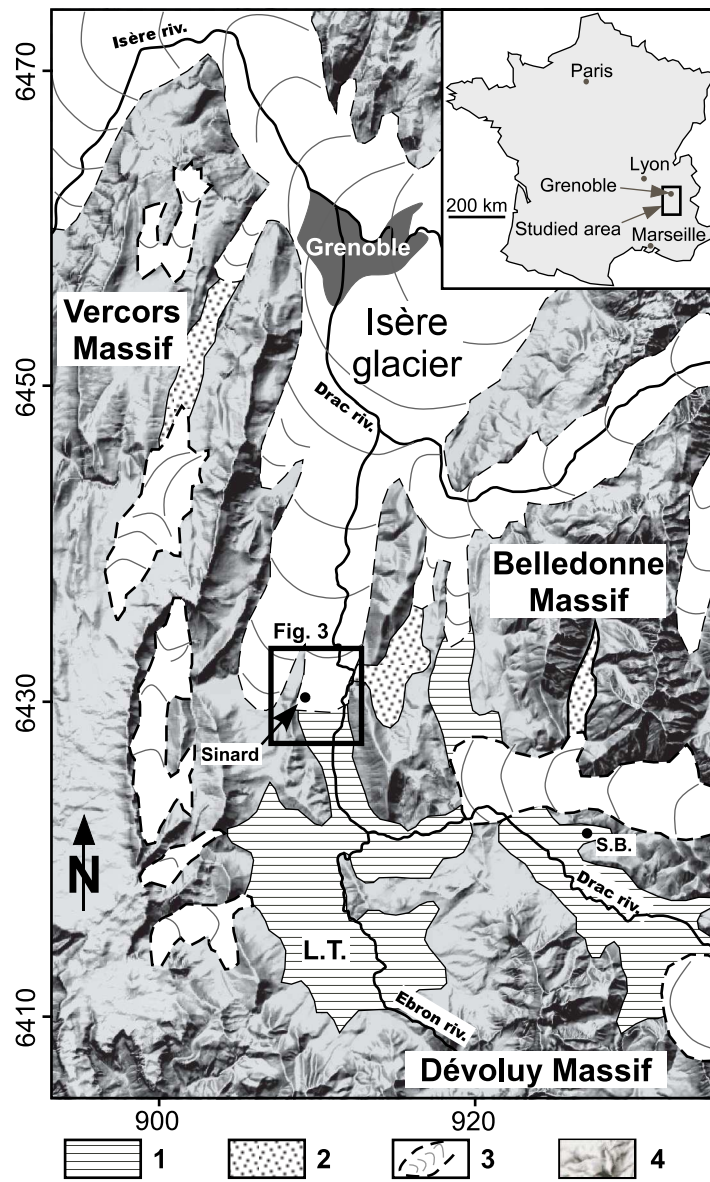 6470
6450
6430
6410
900
920
Isère riv.
Paris
Lyon
Grenoble
200 km
Studied area
Marseille
Grenoble
Vercors
Massif
Isère
glacier
Drac riv.
Belledonne
Massif
Fig. 3
Sinard
S.B.
N
Drac riv.
L.T.
Ebron riv.
Dévoluy Massif
1
2
3
4